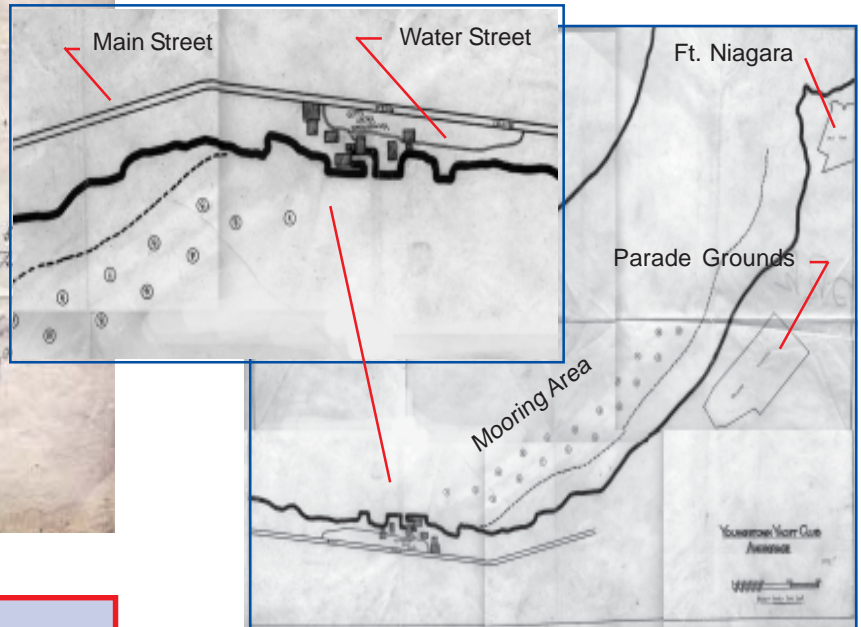 Main Street
Water Street
Ft. Niagara
Parade Grounds
Mooring Area
YOUNGSTOWN YACHT CLUB
ANCHORAGE